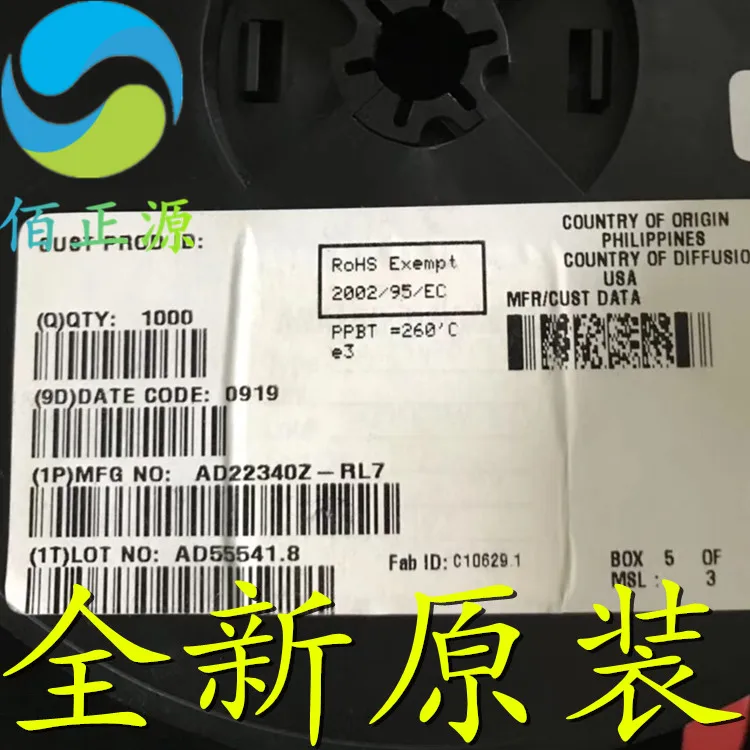 佰正源
CUST PROD ID:
RoHS Exempt
2002/95/EC
PPBT =260'C
e3
COUNTRY OF ORIGIN
PHILIPPINES
COUNTRY OF DIFFUSIO
USA
MFR/CUST DATA
(Q)QTY: 1000
(9D)DATE CODE: 0919
(1P)MFG NO: AD22340Z-RL7
(1T)LOT NO: AD55541.8
Fab ID: C10629.1
BOX 5 OF
MSL : 3
全新原装